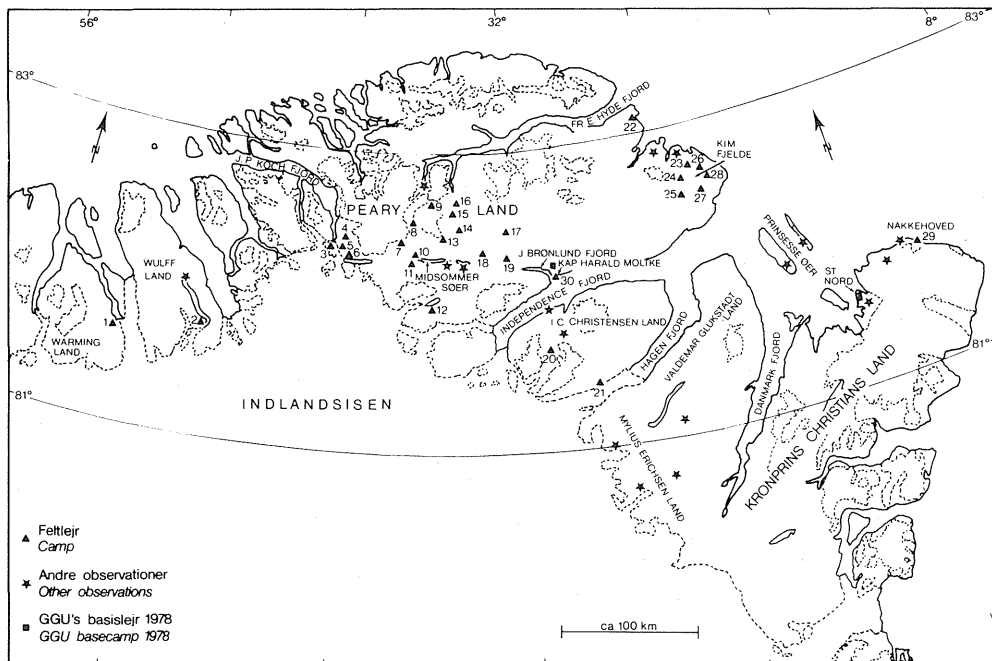 56°
32°
8°
83°
83°
N
N
FR E HYDE FJORD
22
KIM
FJELDE
J.P. KOCH FJORD
23
26
28
24
25
27
PEARY LAND
9
16
15
8
14
17
4
13
7
PRINSESSE ØER
NAKKEHOVED
29
WULFF
LAND
3
5
6
10
18
19
J BRØNLUND FJORD
KAP HARALD MOLTKE
11
MIDSOMMER
SØER
30
ST
NORD
INDEPENDENCE FJORD
12
1
2
I C CHRISTENSEN LAND
WARMING
LAND
HAGEN FJORD
VALDEMAR GLUKSTADT
LAND
20
81°
21
81°
DANMARK FJORD
INDLANDSISEN
KRONPRINS CHRISTIANS LAND
MYLIUS ERICHSEN LAND
Feltlejr
Camp
Andre observationer
Other observations
GGU's basislejr 1978
GGU basecamp 1978
ca 100 km